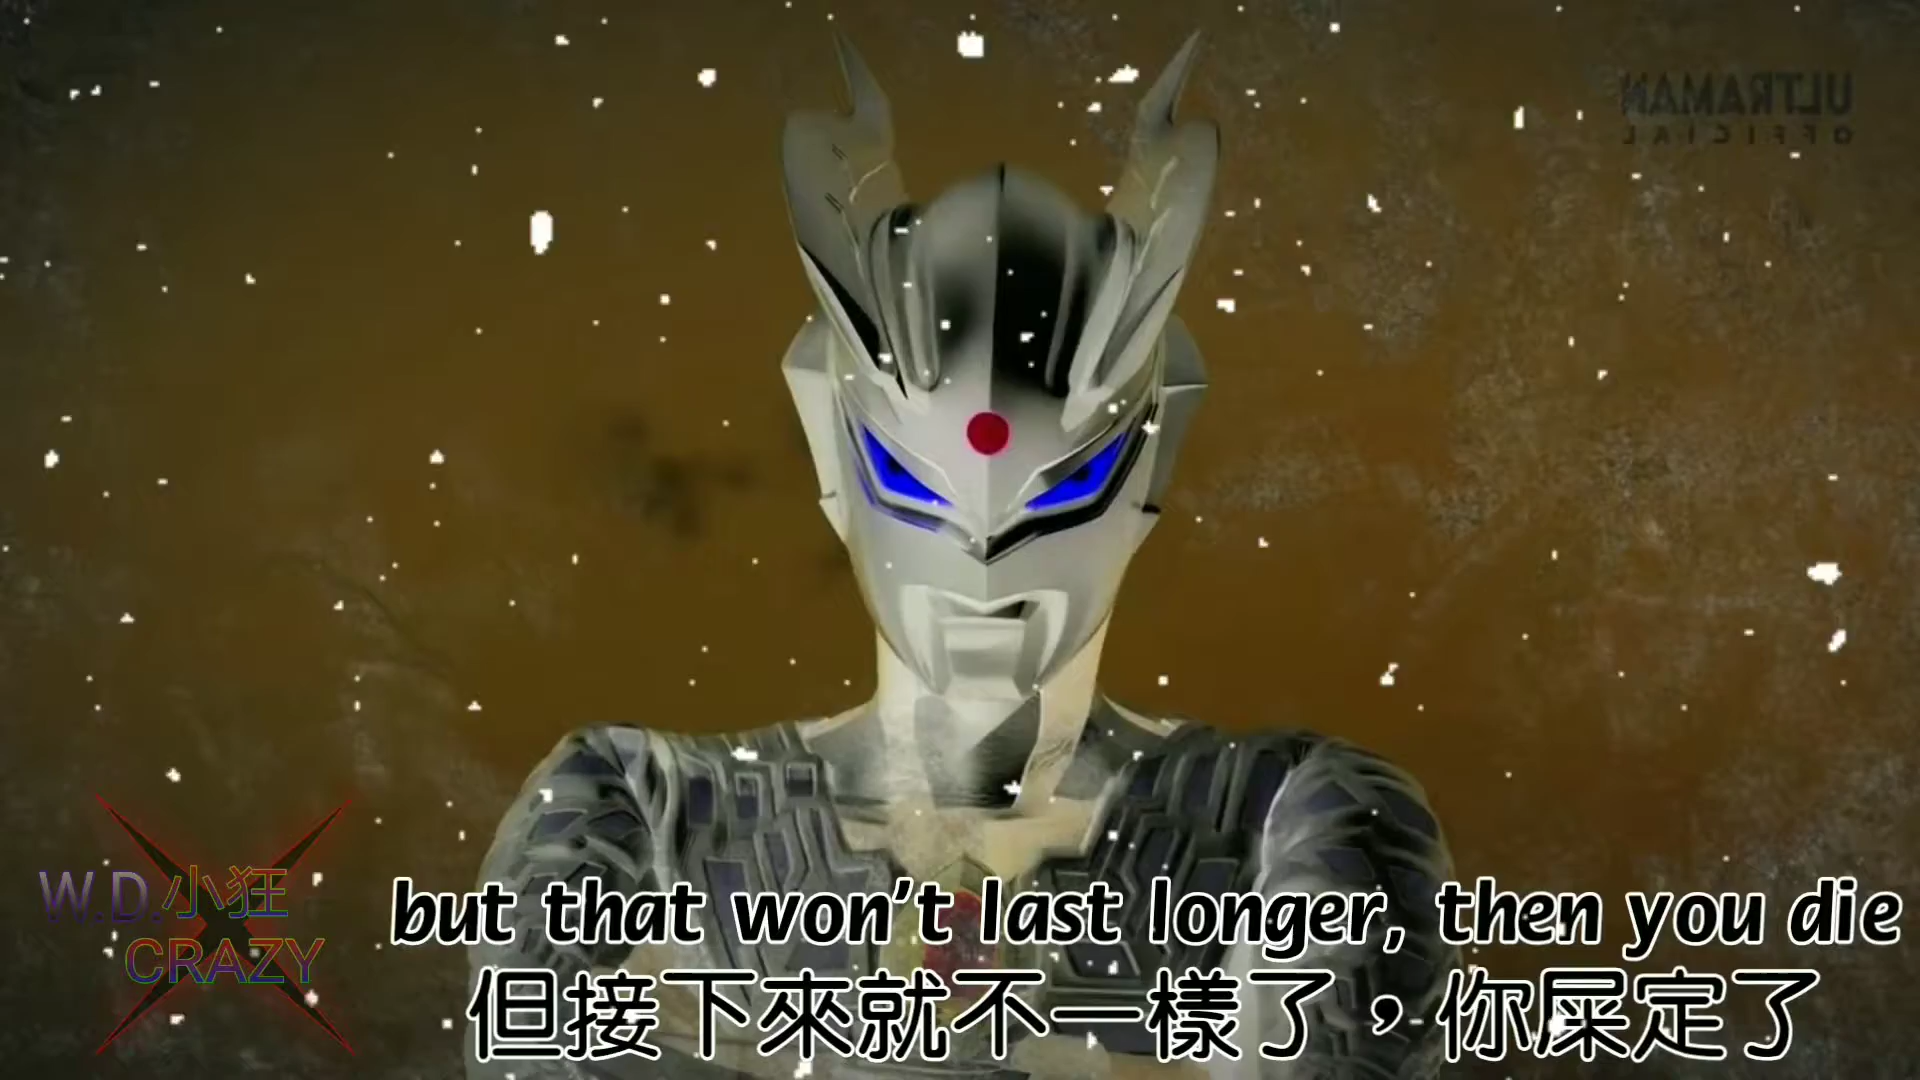 ULTRAMAN
OFFICIAL
W.D.小狂
CRAZY
but that won't last longer, then you die
但接下來就不一樣了，你屎定了